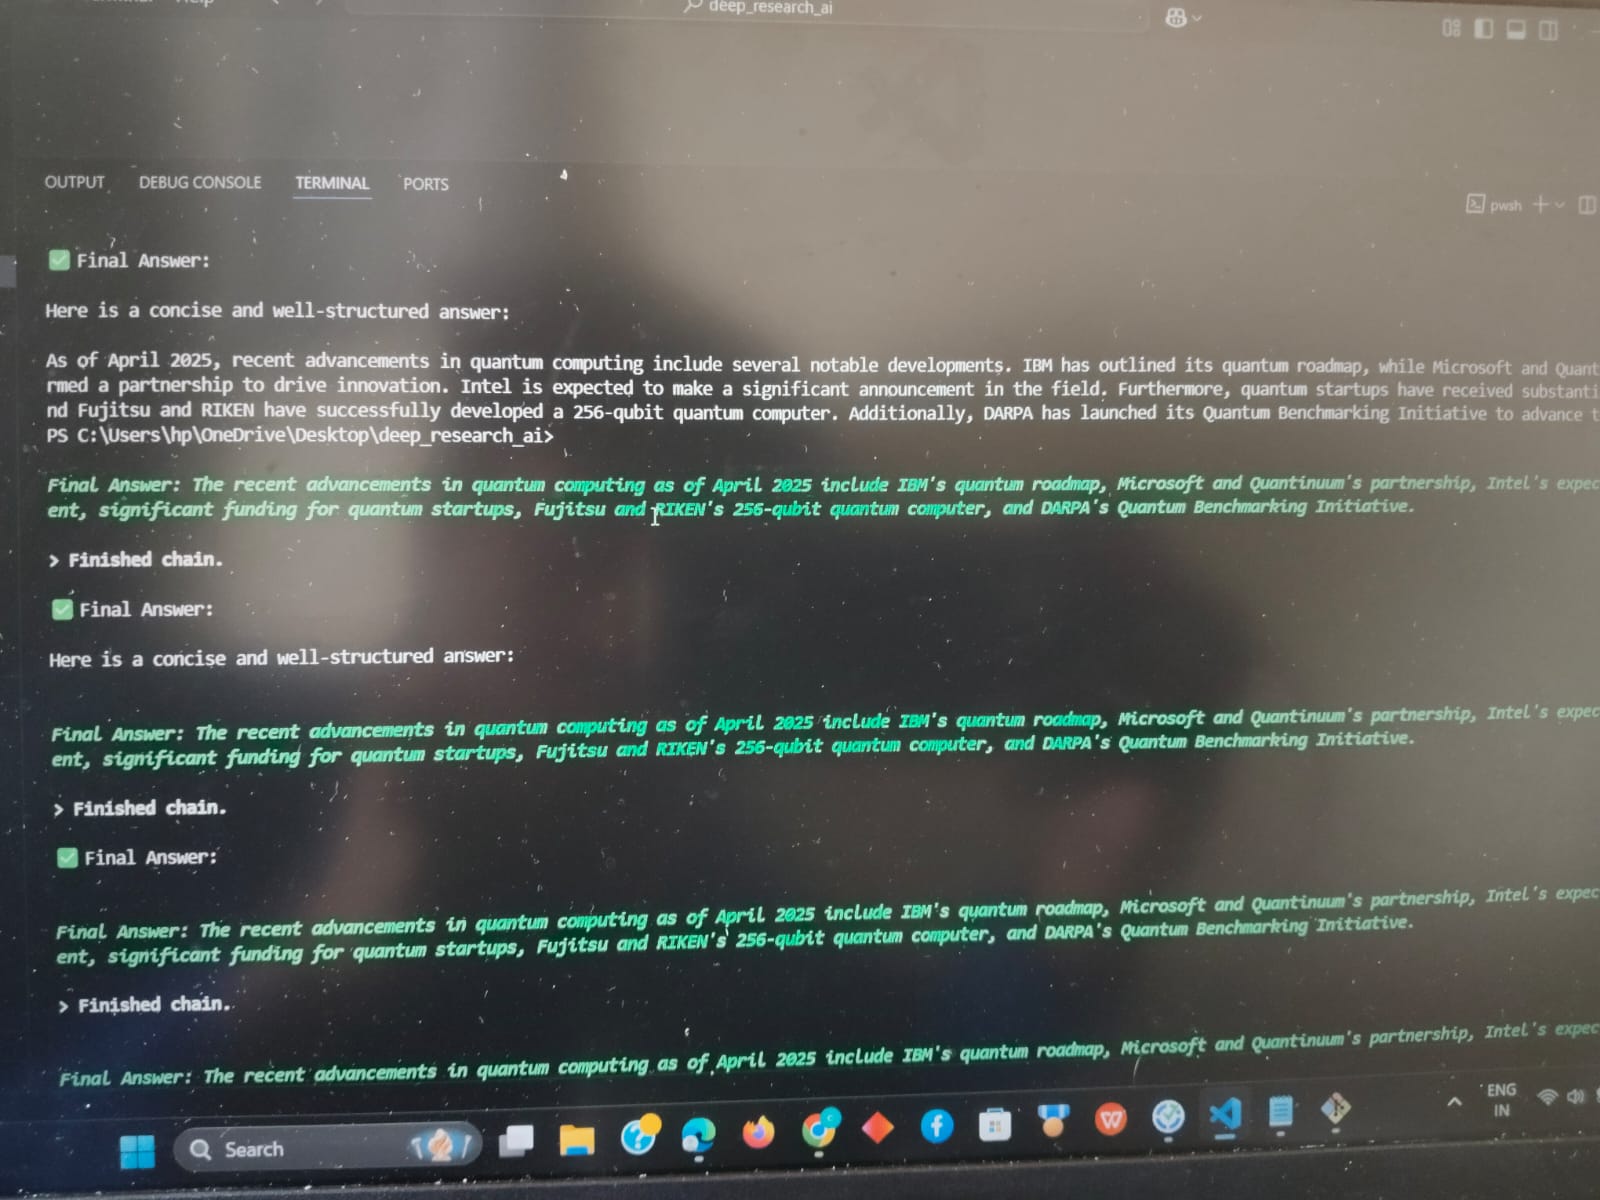 Help
deep_research_ai
OUTPUT DEBUG CONSOLE TERMINAL PORTS
pwsh
✅ Final Answer:
Here is a concise and well-structured answer:
As of April 2025, recent advancements in quantum computing include several notable developments. IBM has outlined its quantum roadmap, while Microsoft and Quant
rmed a partnership to drive innovation. Intel is expected to make a significant announcement in the field. Furthermore, quantum startups have received substanti
nd Fujitsu and RIKEN have successfully developed a 256-qubit quantum computer. Additionally, DARPA has launched its Quantum Benchmarking Initiative to advance t
PS C:\Users\hp\OneDrive\Desktop\deep_research_ai>
Final Answer: The recent advancements in quantum computing as of April 2025 include IBM's quantum roadmap, Microsoft and Quantinuum's partnership, Intel's expec
ent, significant funding for quantum startups, Fujitsu and RIKEN's 256-qubit quantum computer, and DARPA's Quantum Benchmarking Initiative.
> Finished chain.
✅ Final Answer:
Here is a concise and well-structured answer:
Final Answer: The recent advancements in quantum computing as of April 2025 include IBM's quantum roadmap, Microsoft and Quantinuum's partnership, Intel's expec
ent, significant funding for quantum startups, Fujitsu and RIKEN's 256-qubit quantum computer, and DARPA's Quantum Benchmarking Initiative.
> Finished chain.
✅ Final Answer:
Final Answer: The recent advancements in quantum computing as of April 2025 include IBM's quantum roadmap, Microsoft and Quantinuum's partnership, Intel's expec
ent, significant funding for quantum startups, Fujitsu and RIKEN's 256-qubit quantum computer, and DARPA's Quantum Benchmarking Initiative.
> Finished chain.
Final Answer: The recent advancements in quantum computing as of April 2025 include IBM's quantum roadmap, Microsoft and Quantinuum's partnership, Intel's expec
Search
ENG
IN